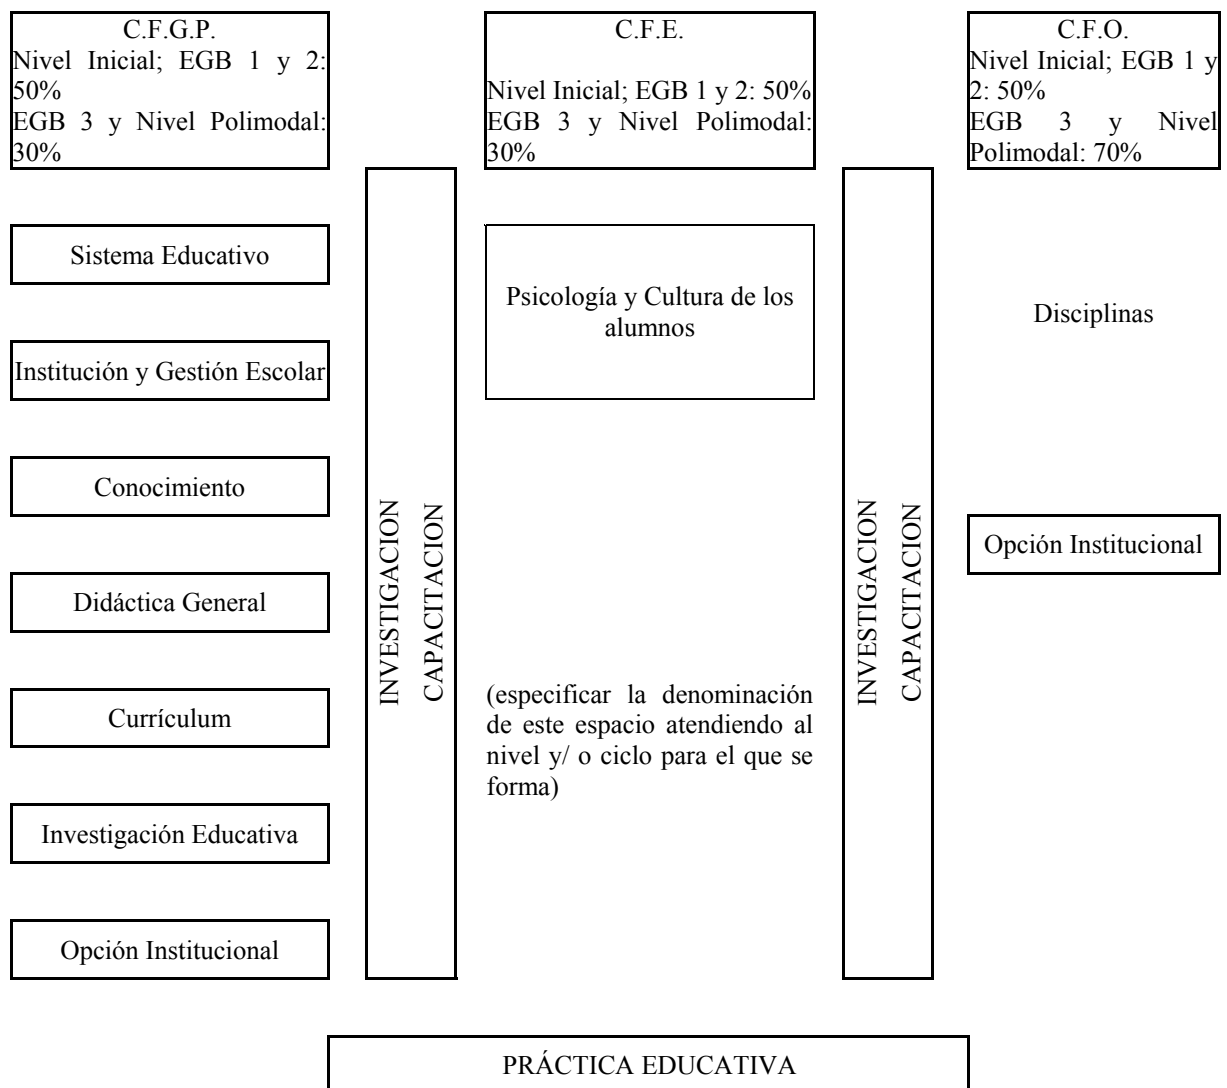 C.F.G.P.
Nivel Inicial; EGB 1 y 2:
50%
EGB 3 y Nivel Polimodal:
30%
C.F.E.
Nivel Inicial; EGB 1 y 2: 50%
EGB 3 y Nivel Polimodal:
30%
C.F.O.
Nivel Inicial; EGB 1 y
2: 50%
EGB 3 y Nivel
Polimodal: 70%
Sistema Educativo
Institución y Gestión Escolar
Conocimiento
Didáctica General
Currículum
Investigación Educativa
Opción Institucional
INVESTIGACION
CAPACITACION
Psicología y Cultura de los
alumnos
(especificar la denominación
de este espacio atendiendo al
nivel y/ o ciclo para el que se
forma)
INVESTIGACION
CAPACITACION
Disciplinas
Opción Institucional
PRÁCTICA EDUCATIVA